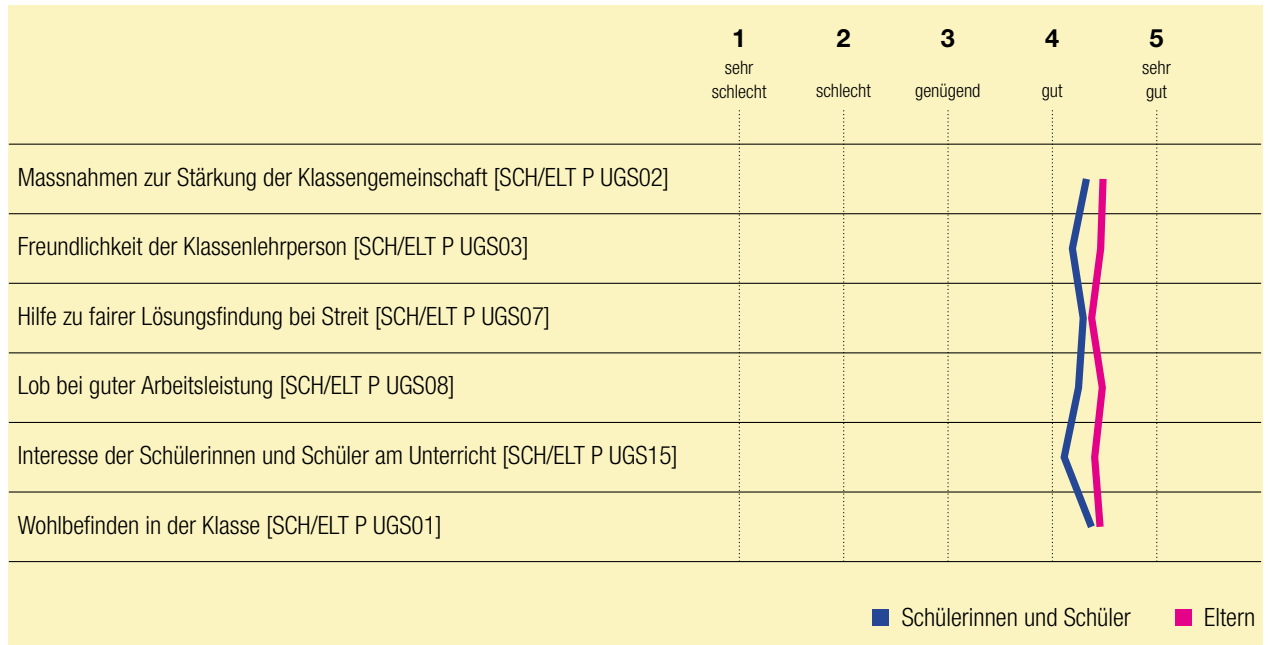 1 2 3 4 5
sehr schlecht schlecht genügend gut sehr gut
Massnahmen zur Stärkung der Klassengemeinschaft [SCH/ELT P UGS02]
Freundlichkeit der Klassenlehrperson [SCH/ELT P UGS03]
Hilfe zu fairer Lösungsfindung bei Streit [SCH/ELT P UGS07]
Lob bei guter Arbeitsleistung [SCH/ELT P UGS08]
Interesse der Schülerinnen und Schüler am Unterricht [SCH/ELT P UGS15]
Wohlbefinden in der Klasse [SCH/ELT P UGS01]
Schülerinnen und Schüler Eltern